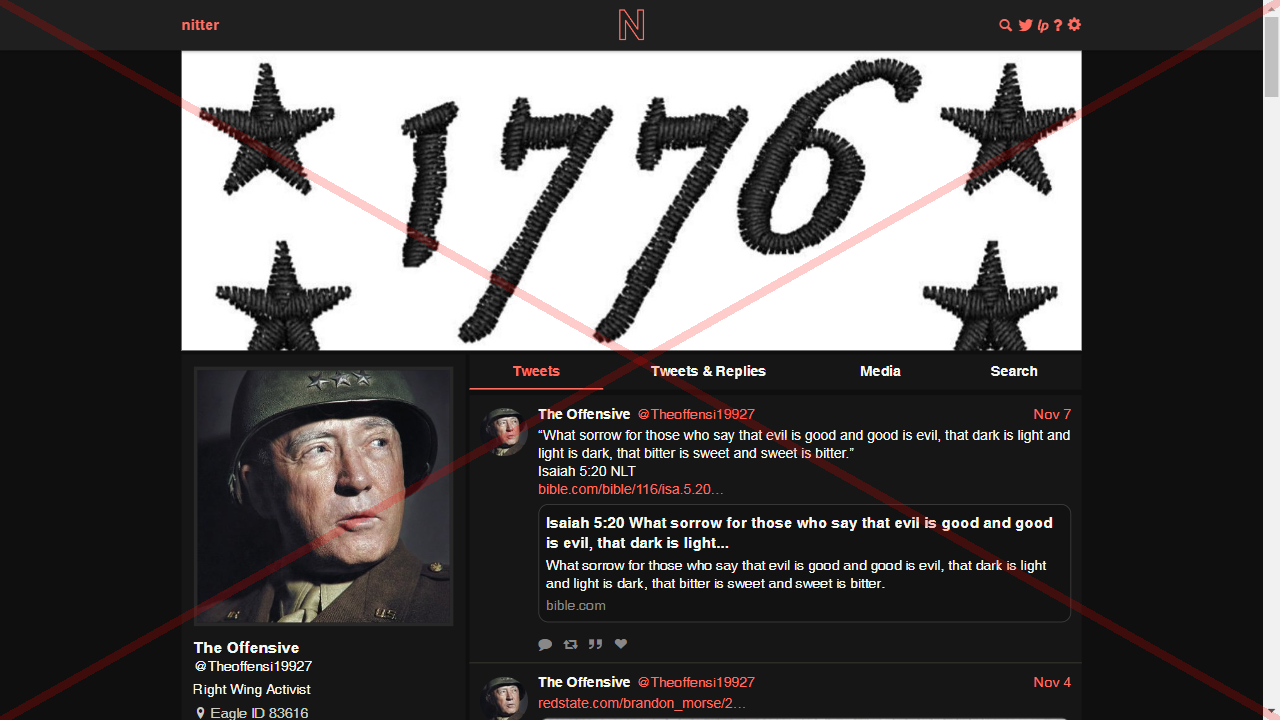 nitter
N
lp ?
1776
Tweets
Tweets & Replies
Media
Search
The Offensive @Theoffensi19927 Nov 7
“What sorrow for those who say that evil is good and good is evil, that dark is light and
light is dark, that bitter is sweet and sweet is bitter.”
Isaiah 5:20 NLT
bible.com/bible/116/isa.5.20…
Isaiah 5:20 What sorrow for those who say that evil is good and good
is evil, that dark is light...
What sorrow for those who say that evil is good and good is evil, that dark is light
and light is dark, that bitter is sweet and sweet is bitter.
bible.com
The Offensive @Theoffensi19927 Nov 4
redstate.com/brandon_morse/2…
U.S.
The Offensive
@Theoffensi19927
Right Wing Activist
Eagle ID 83616